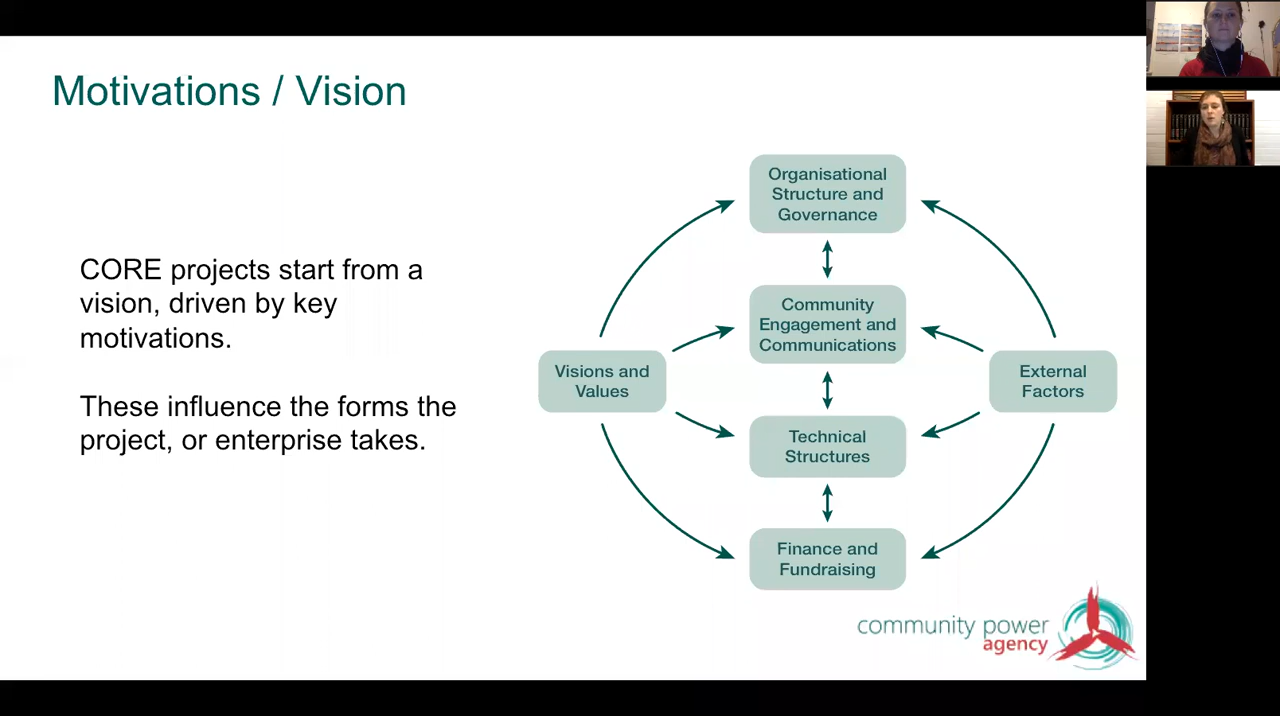 Motivations / Vision
CORE projects start from a
vision, driven by key
motivations.
These influence the forms the
project, or enterprise takes.
Organisational
Structure and
Governance
Community
Engagement and
Communications
Visions and
Values
External
Factors
Technical
Structures
Finance and
Fundraising
community power
agency